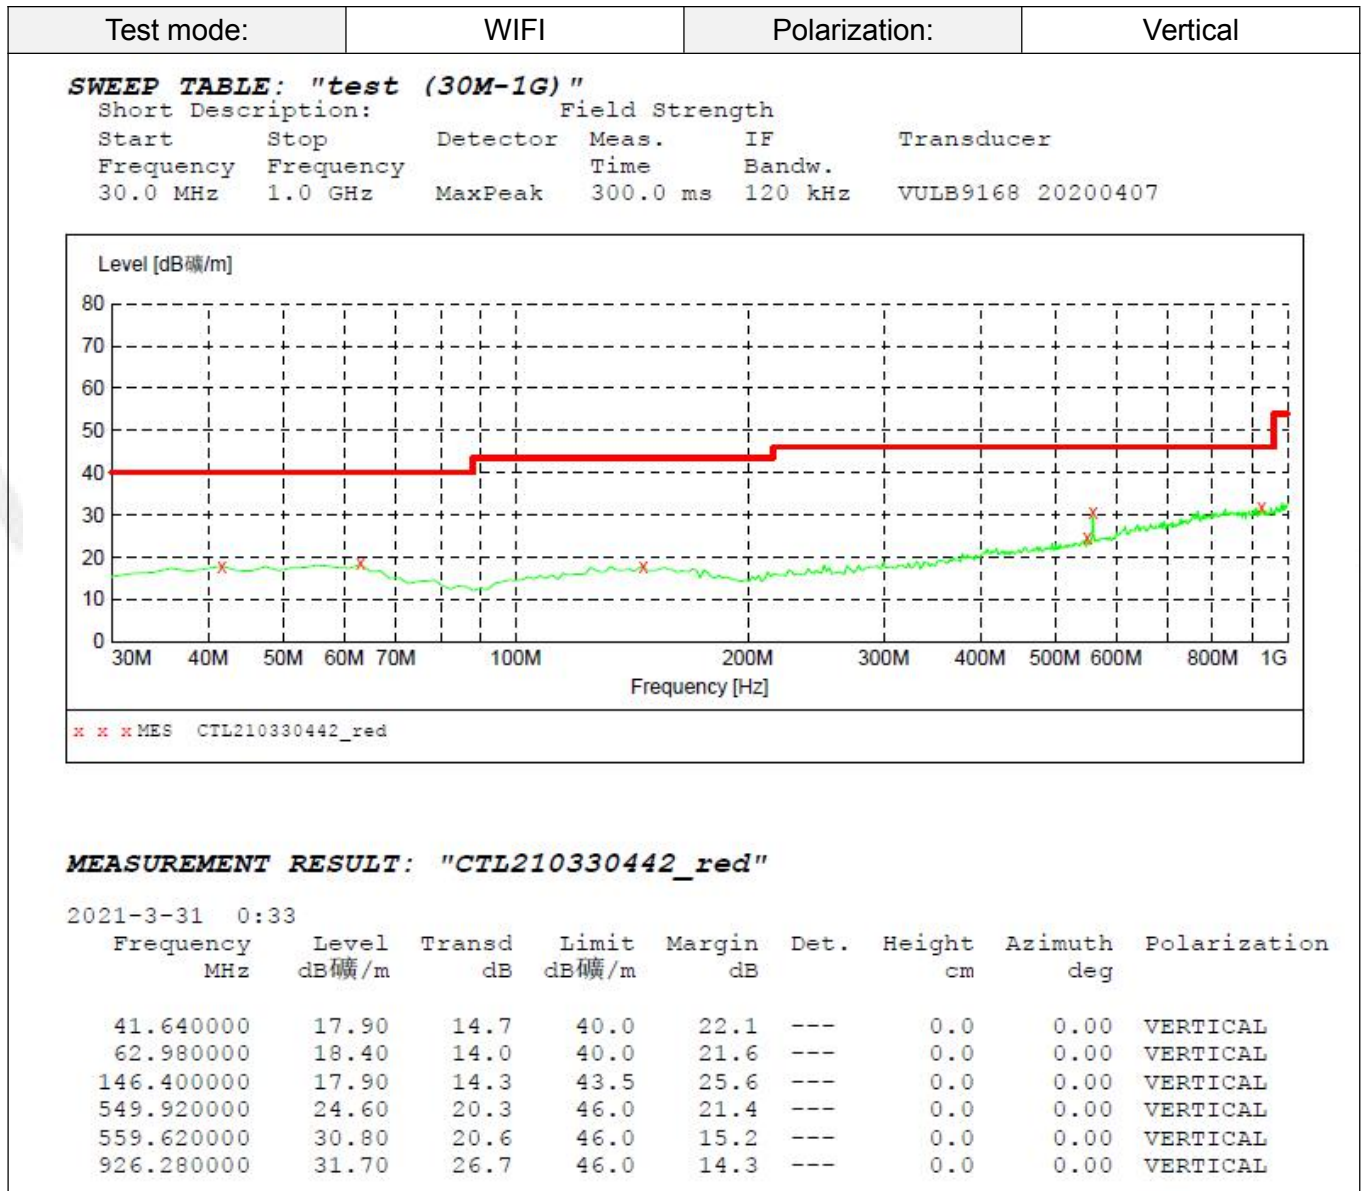 Test mode: WIFI Polarization: Vertical
SWEEP TABLE: "test (30M-1G)"
Short Description: Field Strength
Start Stop Detector Meas. IF Transducer
Frequency Frequency Time Bandw.
30.0 MHz 1.0 GHz MaxPeak 300.0 ms 120 kHz VULB9168 20200407
Level [dB礦/m]
80
70
60
50
40
30
20
10
0
30M 40M 50M 60M 70M 100M 200M 300M 400M 500M 600M 800M 1G
Frequency [Hz]
x x x MES CTL210330442_red
MEASUREMENT RESULT: "CTL210330442_red"
2021-3-31 0:33
Frequency Level Transd Limit Margin Det. Height Azimuth Polarization
MHz dB礦/m dB dB礦/m dB cm deg
41.640000 17.90 14.7 40.0 22.1 --- 0.0 0.00 VERTICAL
62.980000 18.40 14.0 40.0 21.6 --- 0.0 0.00 VERTICAL
146.400000 17.90 14.3 43.5 25.6 --- 0.0 0.00 VERTICAL
549.920000 24.60 20.3 46.0 21.4 --- 0.0 0.00 VERTICAL
559.620000 30.80 20.6 46.0 15.2 --- 0.0 0.00 VERTICAL
926.280000 31.70 26.7 46.0 14.3 --- 0.0 0.00 VERTICAL